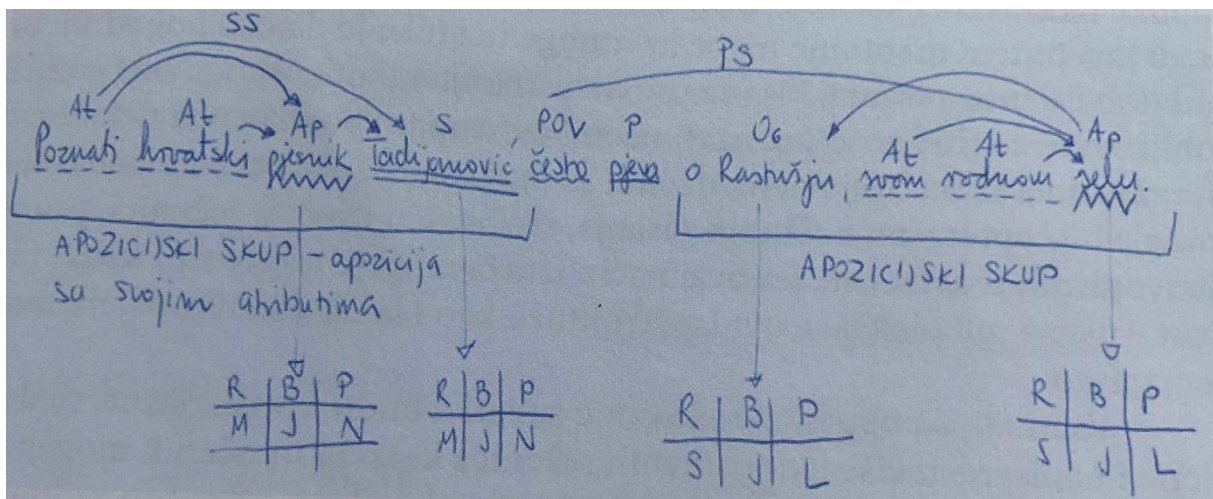 SS PS
At At Ap S POV P O6 At At Ap
Poznati hrvatski pjesnik Tadijanović, često pjeva o Rastušju, svom rodnom selu.
APOZICIJSKI SKUP - apozicija
sa svojim atributima
APOZICIJSKI SKUP
R B P R B P R B P R B P
M J N M J N S J L S J L